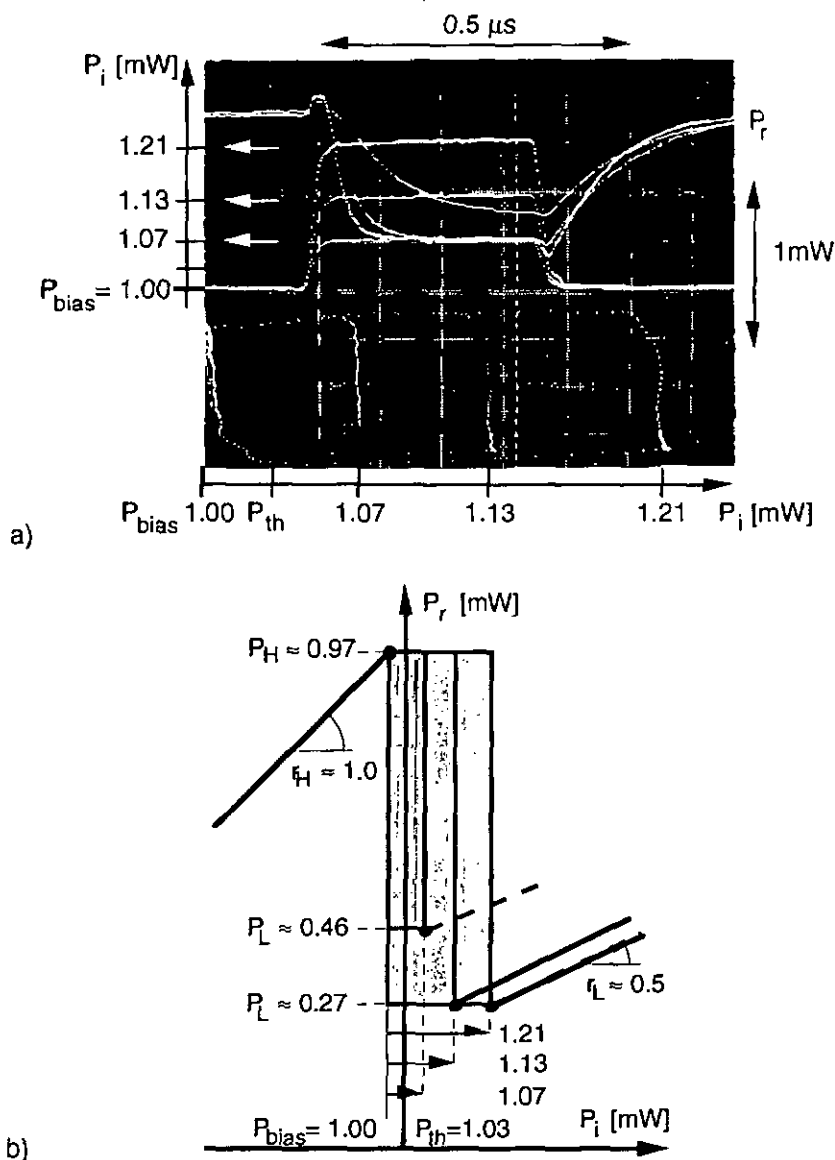 0.5 μs
P_i [mW]
P_r
1.21
1.13
1.07
1mW
P_bias = 1.00
P_bias 1.00 P_th 1.07 1.13 1.21 P_i [mW]
a)
P_r [mW]
P_H ≈ 0.97
r_H ≈ 1.0
P_L ≈ 0.46
P_L ≈ 0.27
r_L ≈ 0.5
1.21
1.13
1.07
P_bias = 1.00 P_th = 1.03 P_i [mW]
b)